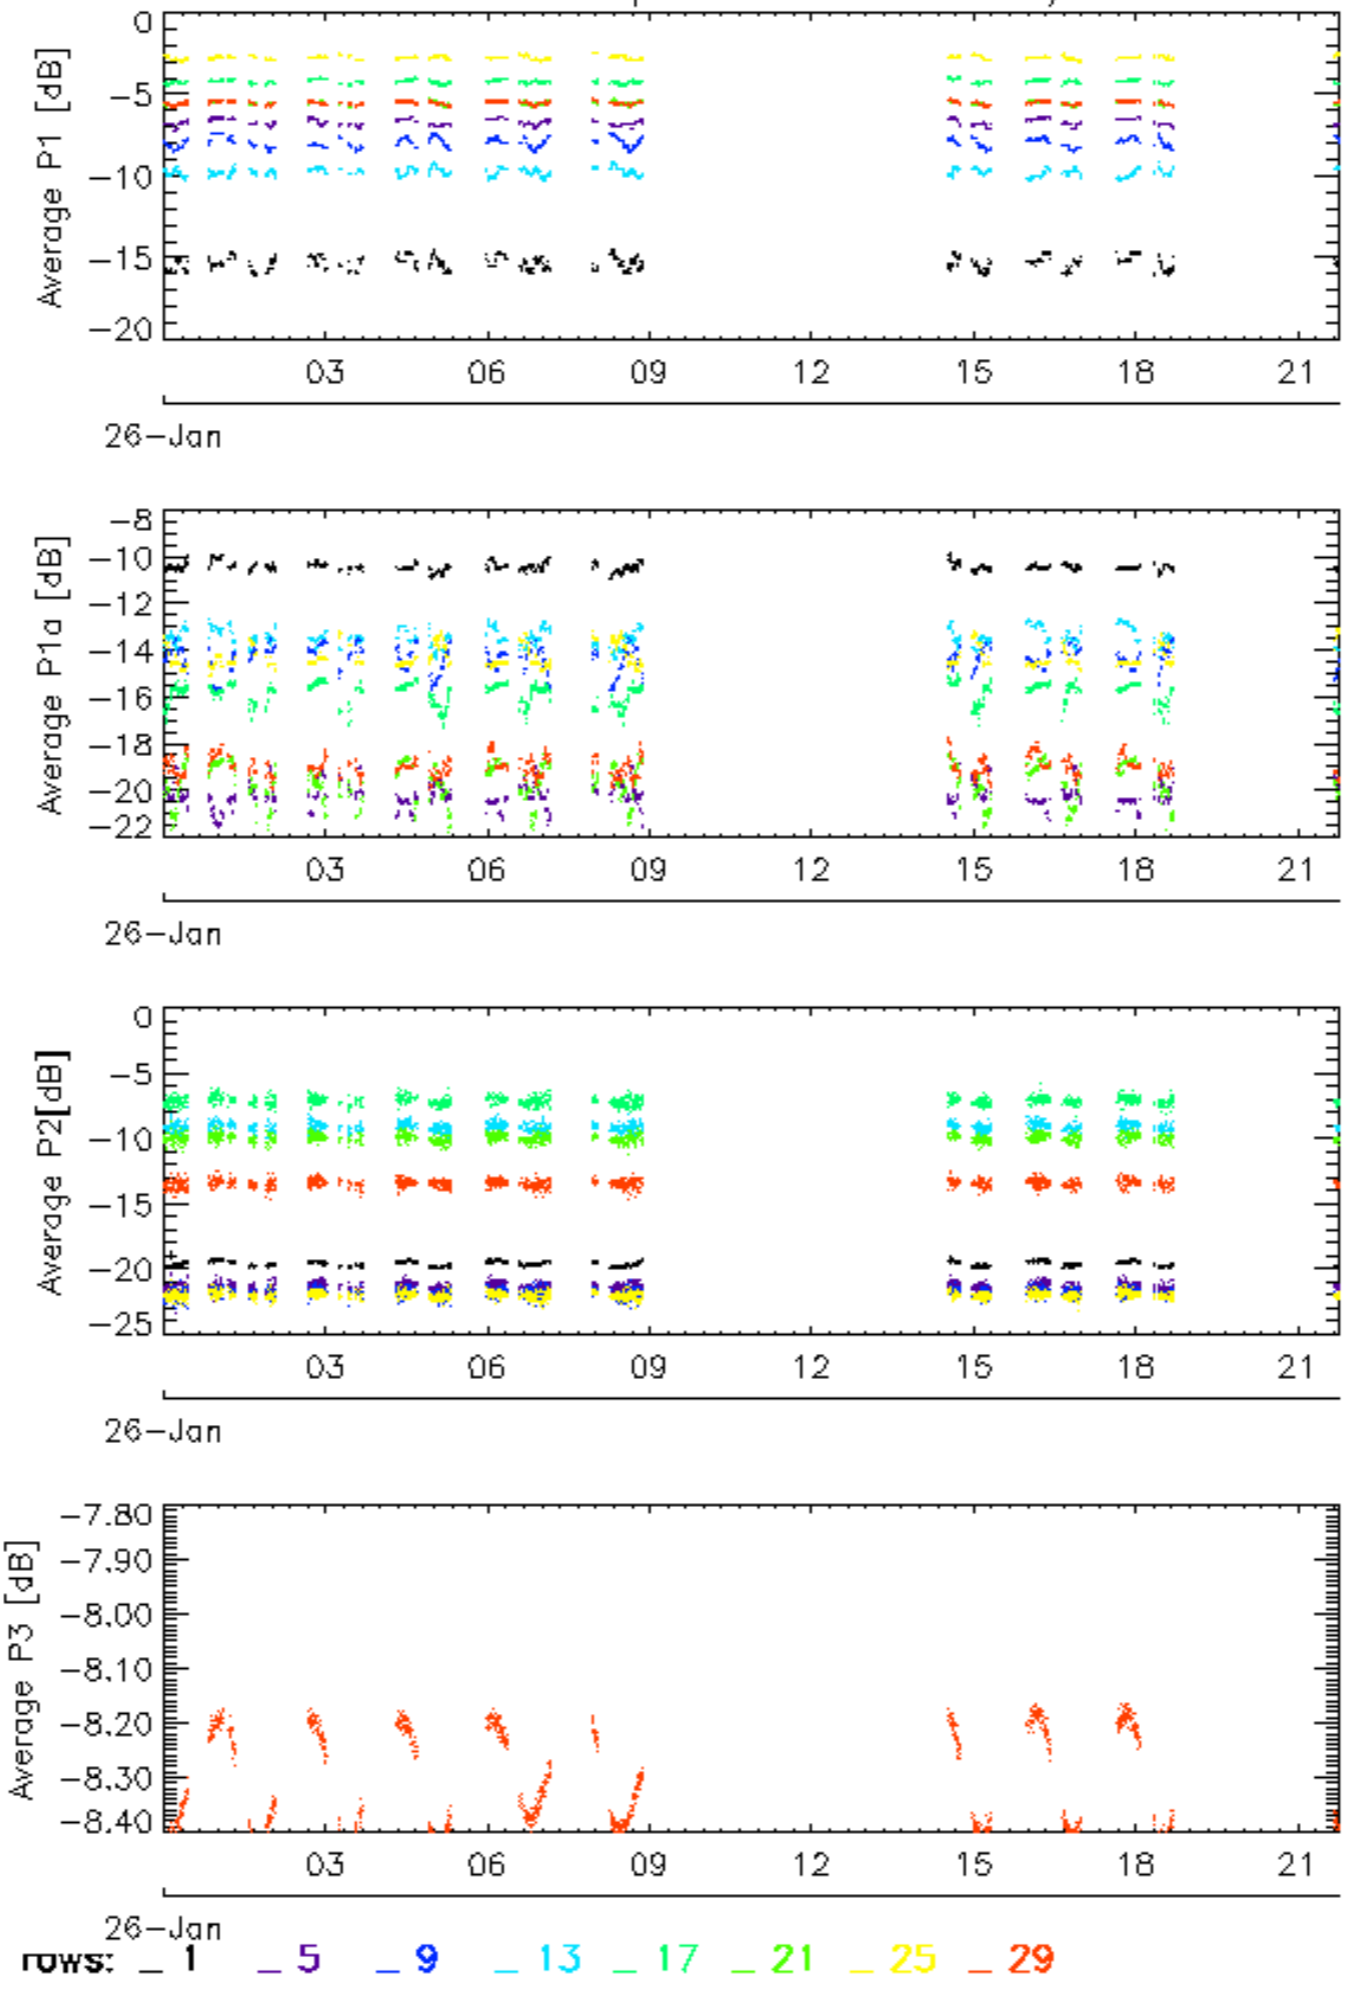 0
-5
-10
-15
-20
Average P1 [dB]
03 06 09 12 15 18 21
26-Jan
-8
-10
-12
-14
-16
-18
-20
-22
Average P1a [dB]
03 06 09 12 15 18 21
26-Jan
0
-5
-10
-15
-20
-25
Average P2[dB]
03 06 09 12 15 18 21
26-Jan
-7.80
-7.90
-8.00
-8.10
-8.20
-8.30
-8.40
Average P3 [dB]
03 06 09 12 15 18 21
26-Jan
rows: _ 1 _ 5 _ 9 _ 13 _ 17 _ 21 _ 25 _ 29